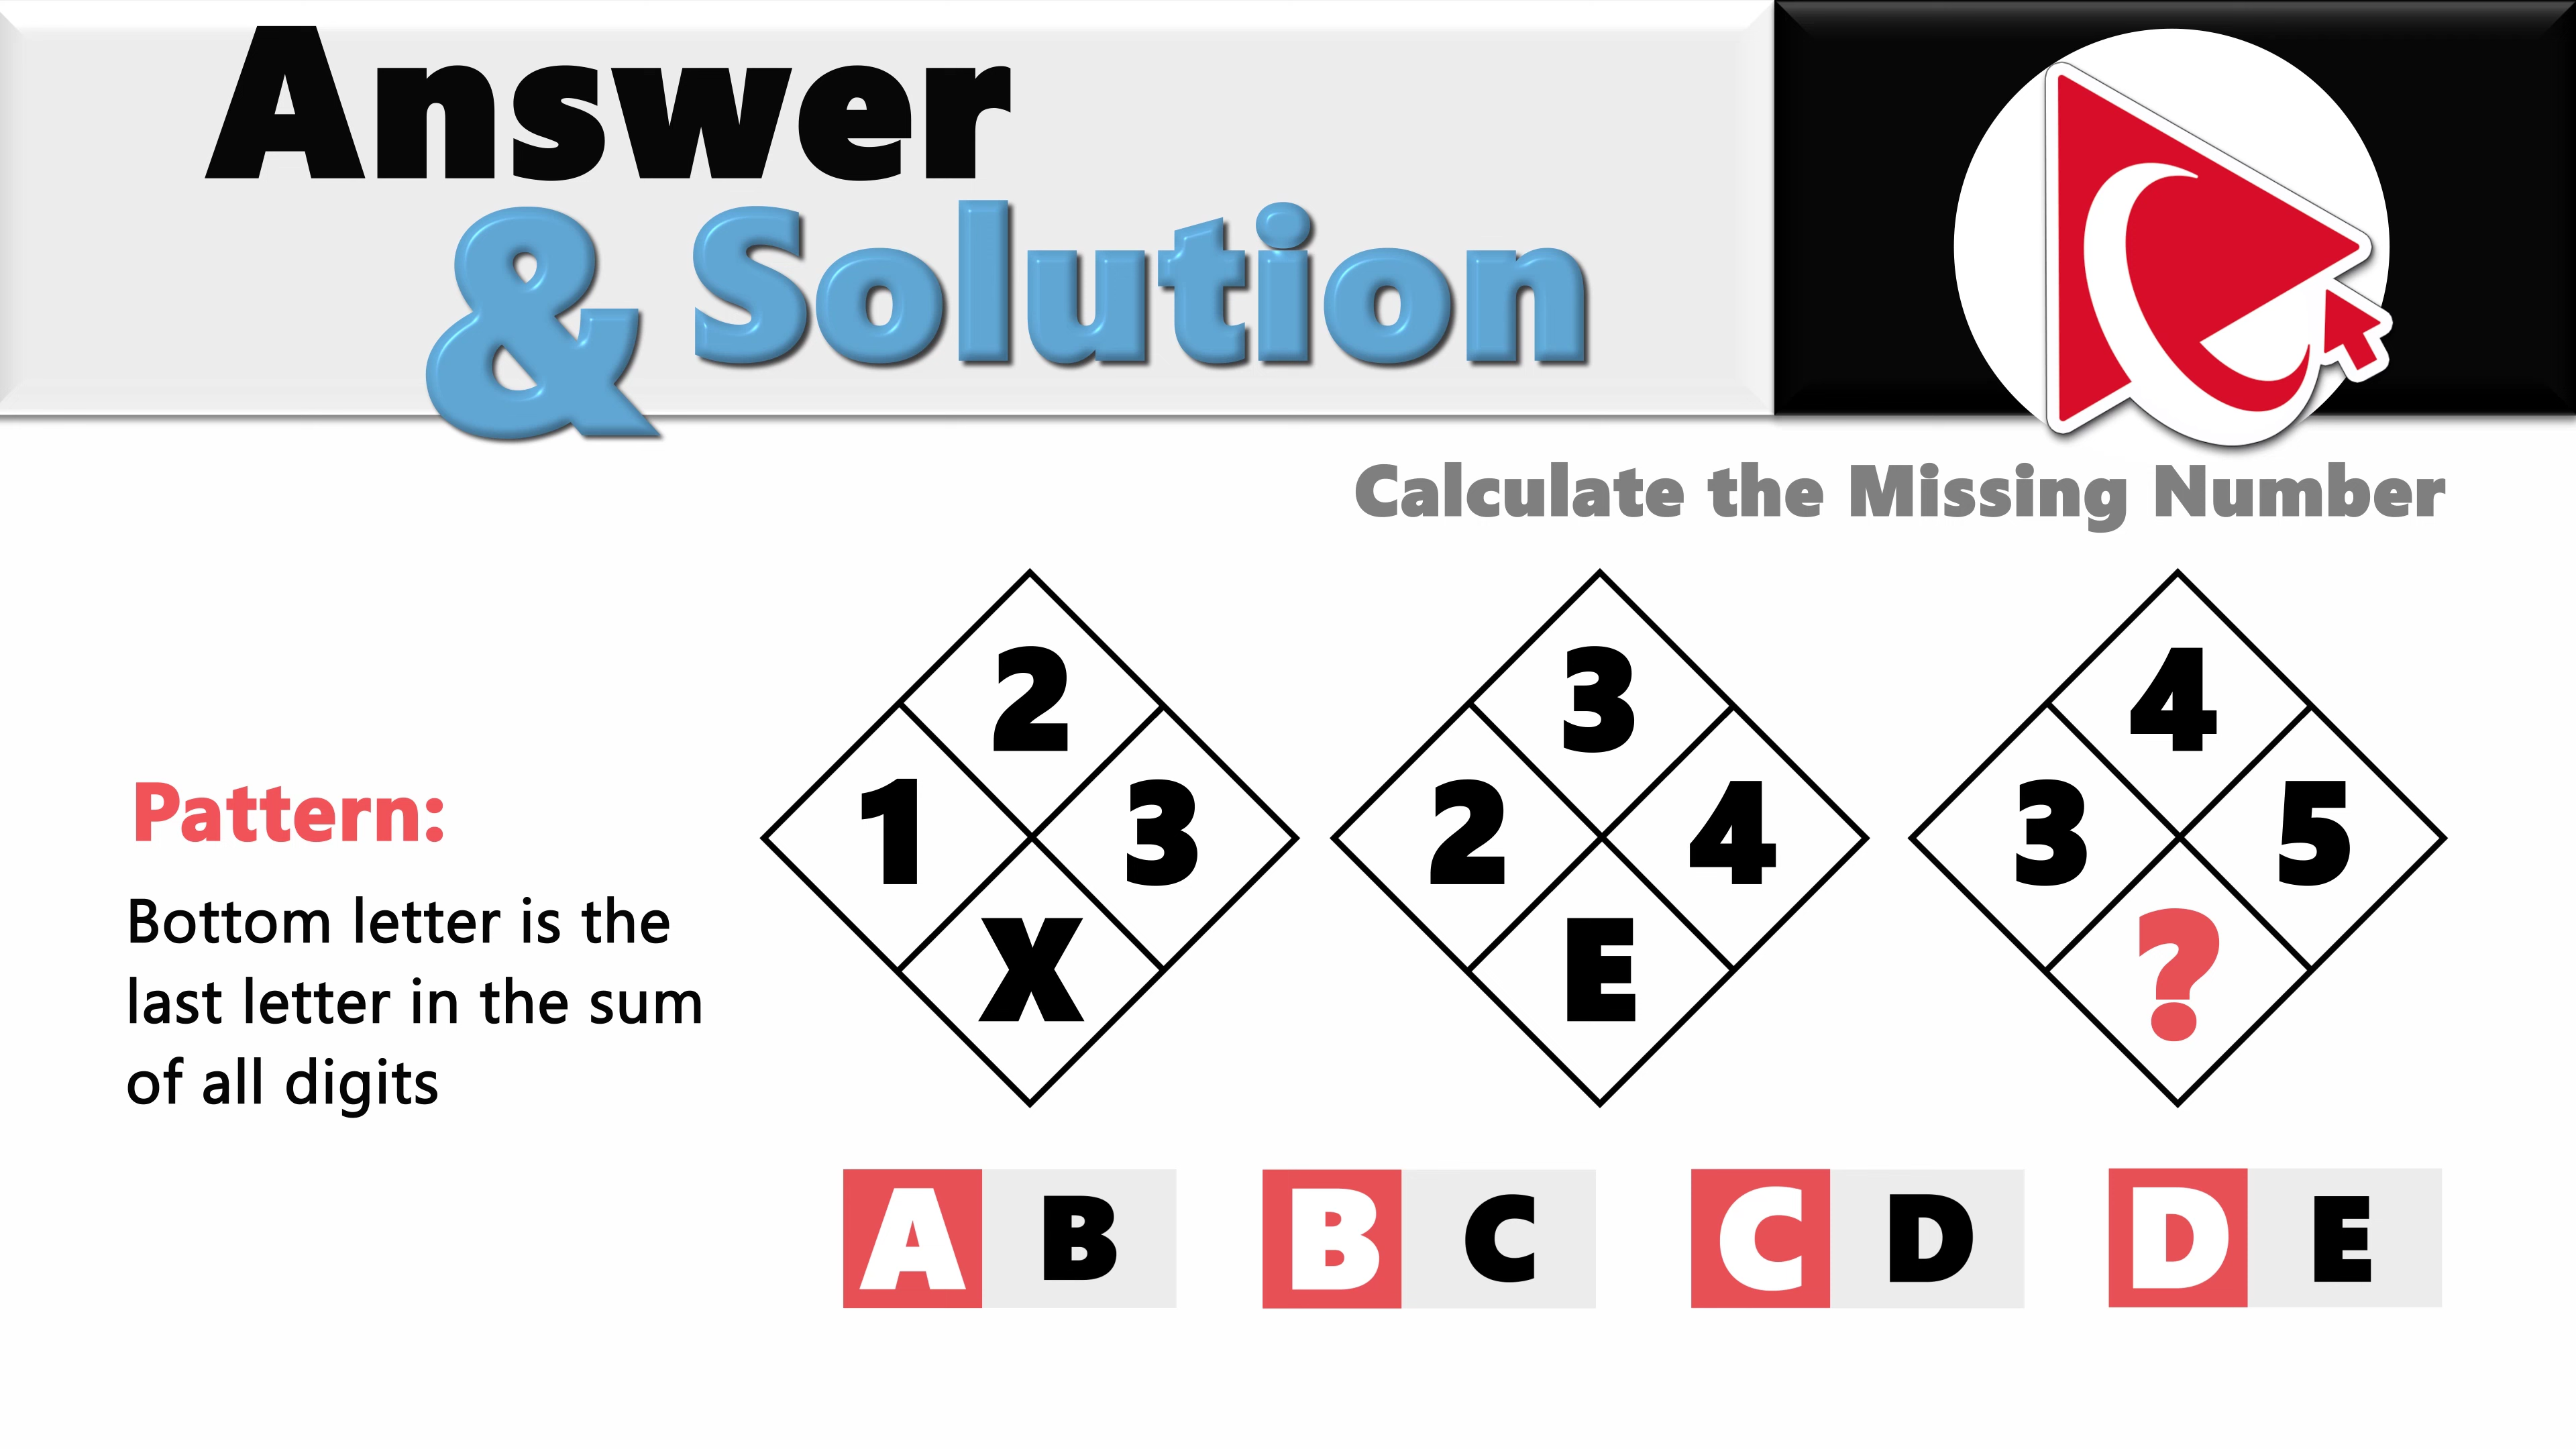 Answer
& Solution
Calculate the Missing Number
Pattern:
Bottom letter is the
last letter in the sum
of all digits
2
1 3
X
3
2 4
E
4
3 5
?
A B
B C
C D
D E